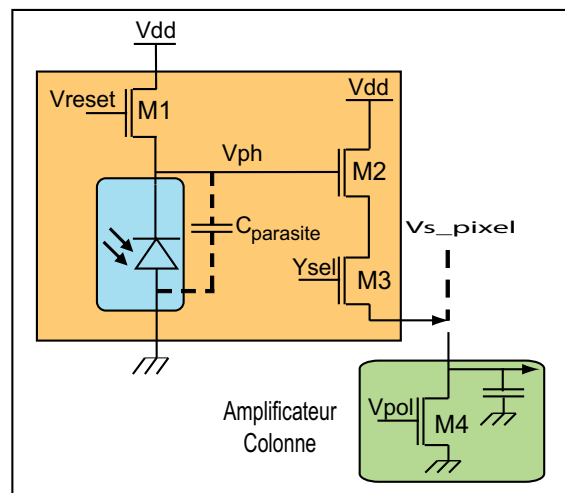 Vdd
Vreset
M1
Vdd
Vph
M2
Cparasite
Vs_pixel
Ysel
M3
Amplificateur
Colonne
Vpol
M4